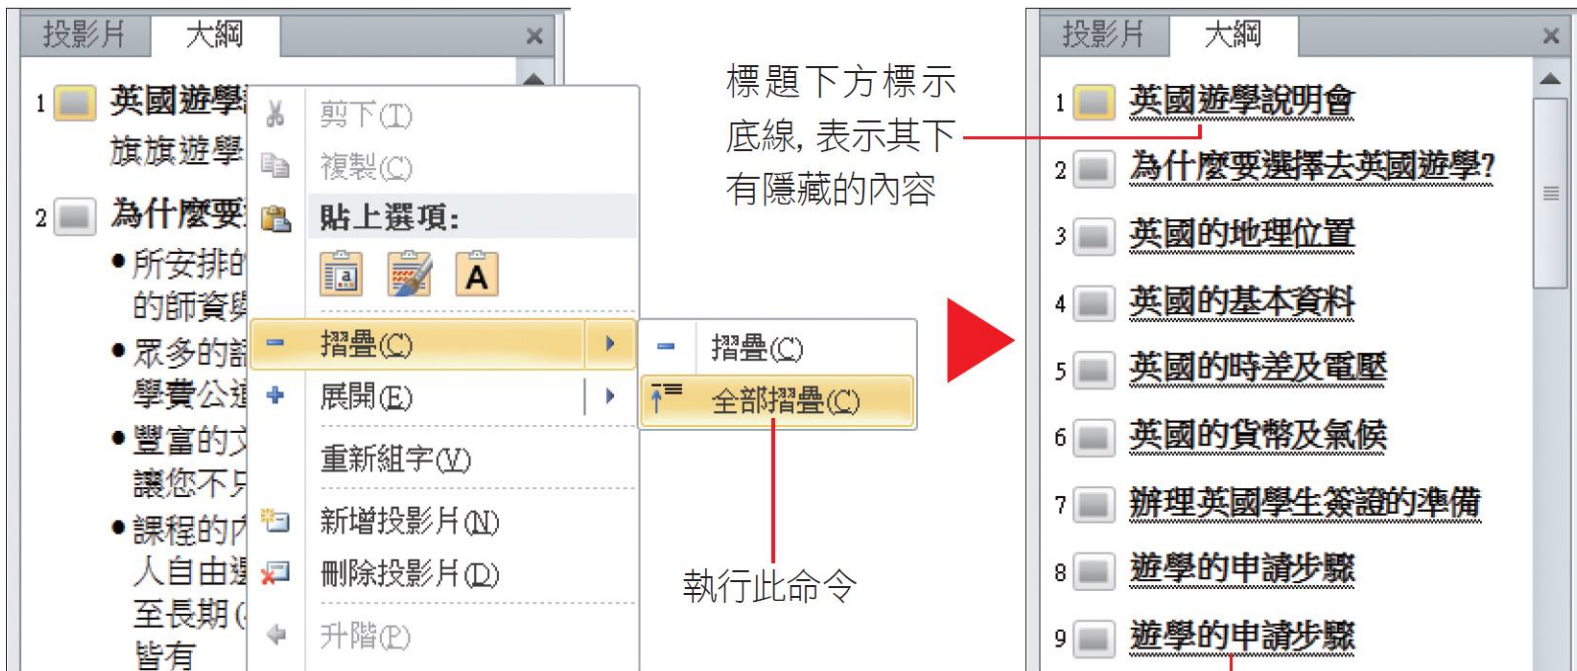 投影片 大綱
1 英國遊學
旗旗遊學
2 為什麼要
•所安排的
的師資與
•眾多的語
學費公道
•豐富的文
讓您不只
•課程的內
人自由選
至長期(
皆有
剪下(T)
複製(C)
貼上選項:
摺疊(C)
展開(E)
重新組字(V)
新增投影片(N)
刪除投影片(D)
升階(P)
摺疊(C)
全部摺疊(C)
執行此命令
標題下方標示
底線, 表示其下
有隱藏的內容
投影片 大綱
1 英國遊學說明會
2 為什麼要選擇去英國遊學?
3 英國的地理位置
4 英國的基本資料
5 英國的時差及電壓
6 英國的貨幣及氣候
7 辦理英國學生簽證的準備
8 遊學的申請步驟
9 遊學的申請步驟